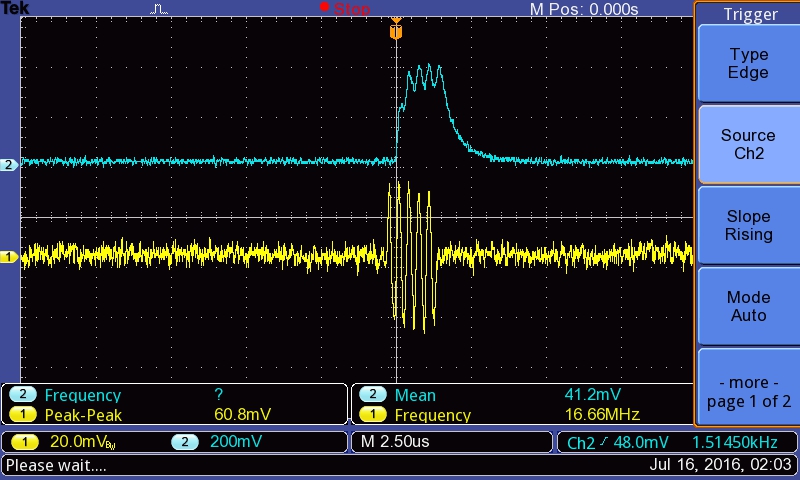 Tek
Stop
M Pos: 0.000s
Trigger
T
Type
Edge
Source
Ch2
Slope
Rising
Mode
Auto
- more -
page 1 of 2
2
1
2 Frequency ?
1 Peak-Peak 60.8mV
2 Mean 41.2mV
1 Frequency 16.66MHz
1 20.0mVBW 2 200mV
M 2.50us
Ch2 48.0mV 1.51450kHz
Please wait....
Jul 16, 2016, 02:03